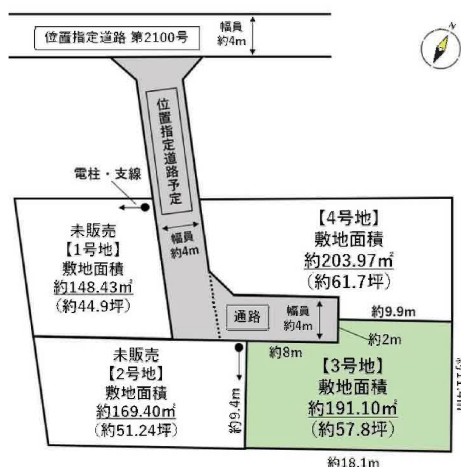 位置指定道路 第2100号
幅員
約4m
N
位置指定道路予定
電柱・支線
幅員
約4m
未販売
【1号地】
敷地面積
約148.43㎡
（約44.9坪）
【4号地】
敷地面積
約203.97㎡
（約61.7坪）
通路
幅員
約4m
約9.9m
約2m
約8m
未販売
【2号地】
敷地面積
約169.40㎡
（約51.24坪）
約9.4m
【3号地】
敷地面積
約191.10㎡
（約57.8坪）
約18.1m